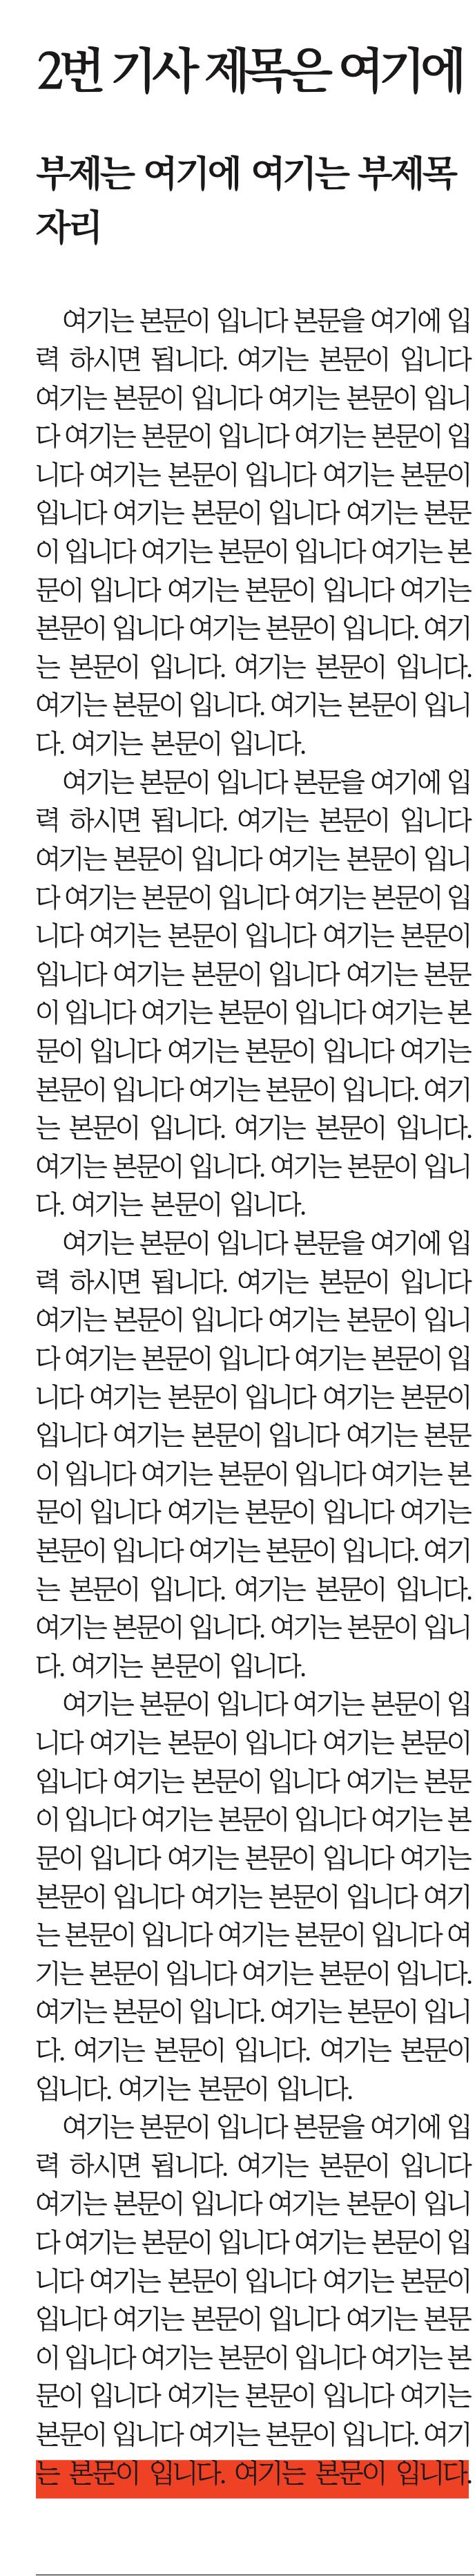 2번 기사 제목은 여기에
부제는 여기에 여기는 부제목
자리
여기는 본문이 입니다 본문을 여기에 입
력 하시면 됩니다. 여기는 본문이 입니다
여기는 본문이 입니다 여기는 본문이 입니
다 여기는 본문이 입니다 여기는 본문이 입
니다 여기는 본문이 입니다 여기는 본문이
입니다 여기는 본문이 입니다 여기는 본문
이 입니다 여기는 본문이 입니다 여기는 본
문이 입니다 여기는 본문이 입니다 여기는
본문이 입니다 여기는 본문이 입니다. 여기
는 본문이 입니다. 여기는 본문이 입니다.
여기는 본문이 입니다. 여기는 본문이 입니
다. 여기는 본문이 입니다.
여기는 본문이 입니다 본문을 여기에 입
력 하시면 됩니다. 여기는 본문이 입니다
여기는 본문이 입니다 여기는 본문이 입니
다 여기는 본문이 입니다 여기는 본문이 입
니다 여기는 본문이 입니다 여기는 본문이
입니다 여기는 본문이 입니다 여기는 본문
이 입니다 여기는 본문이 입니다 여기는 본
문이 입니다 여기는 본문이 입니다 여기는
본문이 입니다 여기는 본문이 입니다. 여기
는 본문이 입니다. 여기는 본문이 입니다.
여기는 본문이 입니다. 여기는 본문이 입니
다. 여기는 본문이 입니다.
여기는 본문이 입니다 본문을 여기에 입
력 하시면 됩니다. 여기는 본문이 입니다
여기는 본문이 입니다 여기는 본문이 입니
다 여기는 본문이 입니다 여기는 본문이 입
니다 여기는 본문이 입니다 여기는 본문이
입니다 여기는 본문이 입니다 여기는 본문
이 입니다 여기는 본문이 입니다 여기는 본
문이 입니다 여기는 본문이 입니다 여기는
본문이 입니다 여기는 본문이 입니다. 여기
는 본문이 입니다. 여기는 본문이 입니다.
여기는 본문이 입니다. 여기는 본문이 입니
다. 여기는 본문이 입니다.
여기는 본문이 입니다 여기는 본문이 입
니다 여기는 본문이 입니다 여기는 본문이
입니다 여기는 본문이 입니다 여기는 본문
이 입니다 여기는 본문이 입니다 여기는 본
문이 입니다 여기는 본문이 입니다 여기는
본문이 입니다 여기는 본문이 입니다 여기
는 본문이 입니다 여기는 본문이 입니다 여
기는 본문이 입니다 여기는 본문이 입니다.
여기는 본문이 입니다. 여기는 본문이 입니
다. 여기는 본문이 입니다. 여기는 본문이
입니다. 여기는 본문이 입니다.
여기는 본문이 입니다 본문을 여기에 입
력 하시면 됩니다. 여기는 본문이 입니다
여기는 본문이 입니다 여기는 본문이 입니
다 여기는 본문이 입니다 여기는 본문이 입
니다 여기는 본문이 입니다 여기는 본문이
입니다 여기는 본문이 입니다 여기는 본문
이 입니다 여기는 본문이 입니다 여기는 본
문이 입니다 여기는 본문이 입니다 여기는
본문이 입니다 여기는 본문이 입니다. 여기
는 본문이 입니다. 여기는 본문이 입니다.